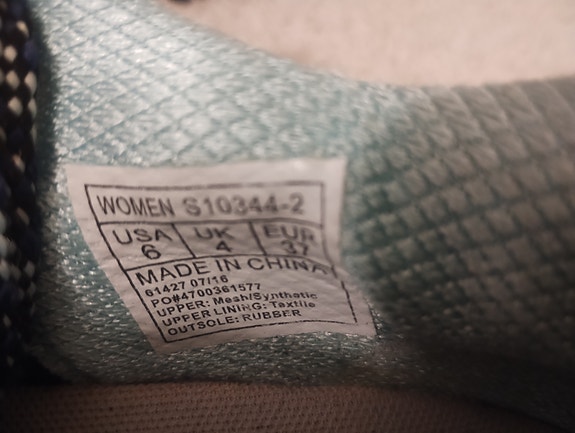 WOMEN S10344-2
USA UK EUR
6 4 37
MADE IN CHINA
61427 07/16
PO#4700361577
UPPER: Mesh/Synthetic
UPPER LINING: Textile
OUTSOLE: RUBBER